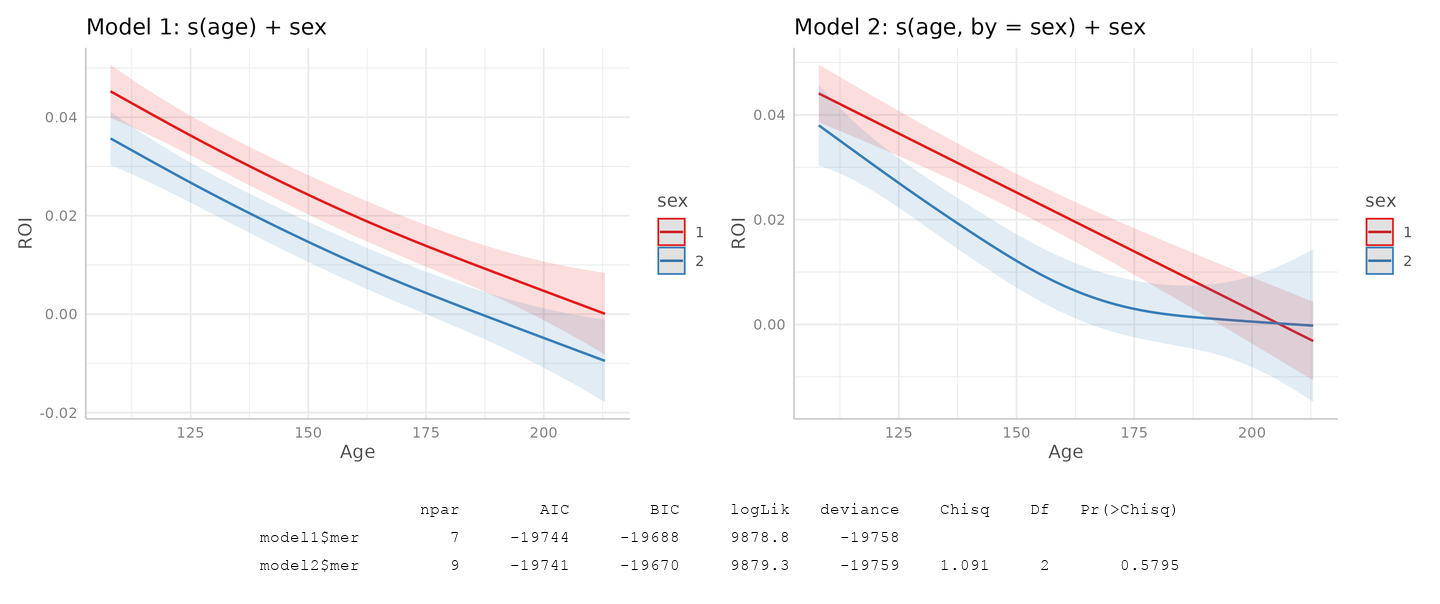 Model 1: s(age) + sex
0.04
0.02
0.00
-0.02
ROI
125 150 175 200
Age
sex
1
2
Model 2: s(age, by = sex) + sex
0.04
0.02
0.00
ROI
125 150 175 200
Age
sex
1
2
npar AIC BIC logLik deviance Chisq Df Pr(>Chisq)
model1$mer 7 -19744 -19688 9878.8 -19758
model2$mer 9 -19741 -19670 9879.3 -19759 1.091 2 0.5795